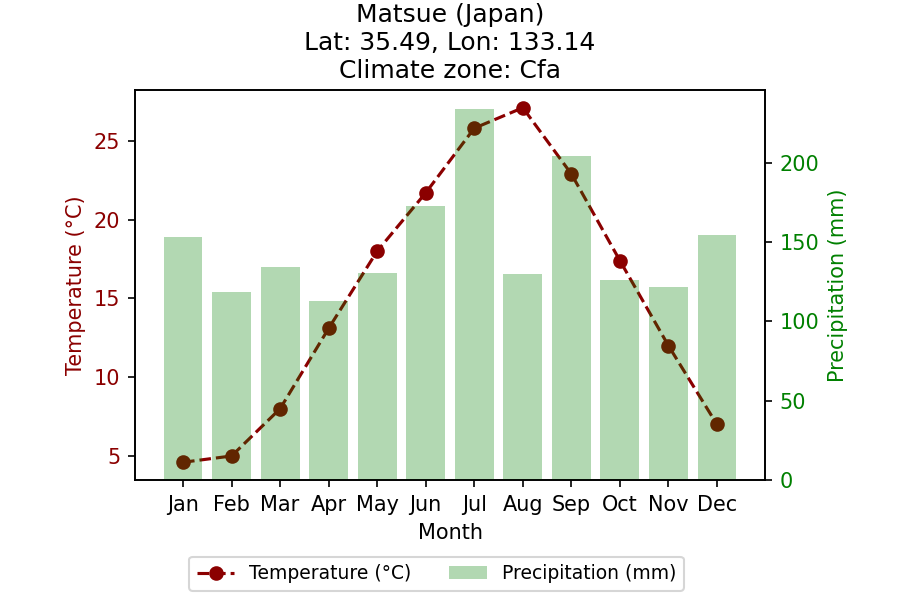 Matsue (Japan)
Lat: 35.49, Lon: 133.14
Climate zone: Cfa
Temperature (°C)
25
20
15
10
5
Precipitation (mm)
200
150
100
50
0
Jan Feb Mar Apr May Jun Jul Aug Sep Oct Nov Dec
Month
Temperature (°C) Precipitation (mm)